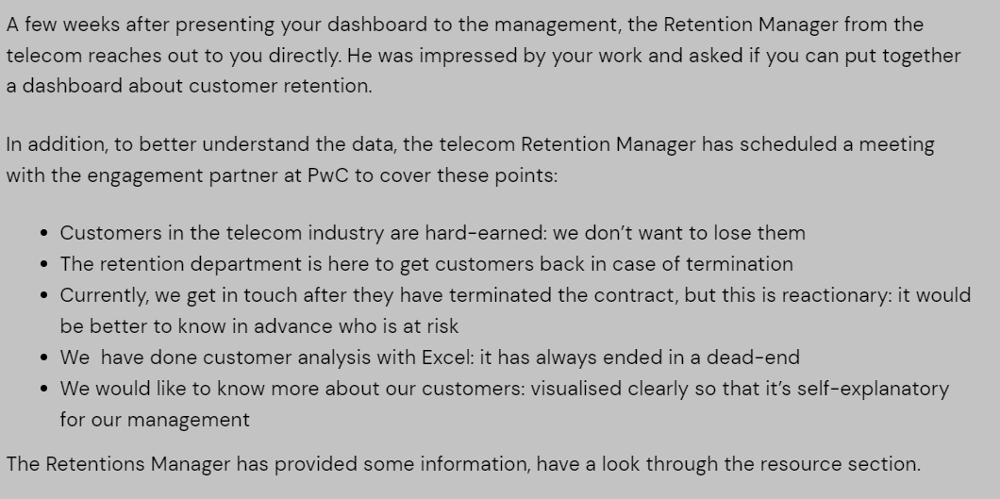 A few weeks after presenting your dashboard to the management, the Retention Manager from the
telecom reaches out to you directly. He was impressed by your work and asked if you can put together
a dashboard about customer retention.
In addition, to better understand the data, the telecom Retention Manager has scheduled a meeting
with the engagement partner at PwC to cover these points:
• Customers in the telecom industry are hard-earned: we don't want to lose them
• The retention department is here to get customers back in case of termination
• Currently, we get in touch after they have terminated the contract, but this is reactionary: it would
be better to know in advance who is at risk
• We  have done customer analysis with Excel: it has always ended in a dead-end
• We would like to know more about our customers: visualised clearly so that it's self-explanatory
for our management
The Retentions Manager has provided some information, have a look through the resource section.